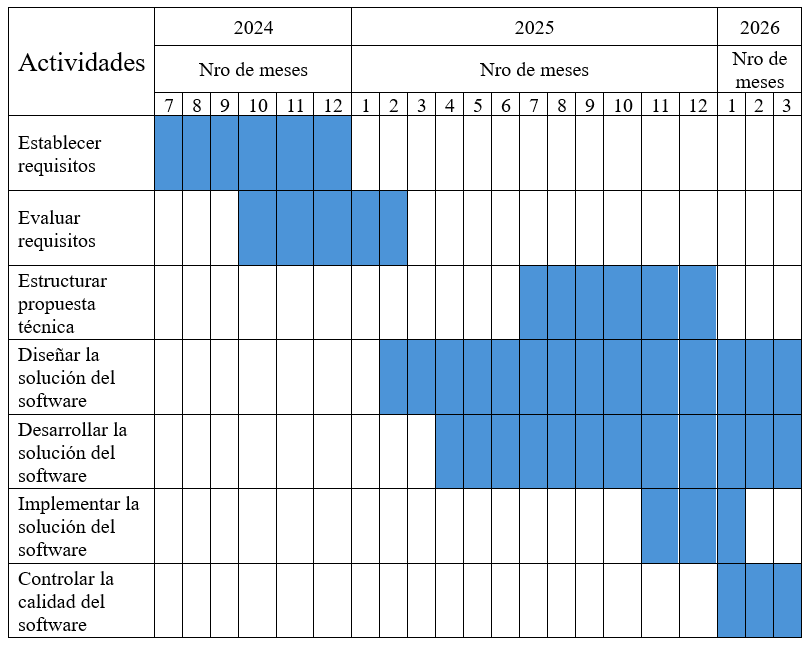 Actividades
2024
2025
2026
Nro de meses
Nro de meses
Nro de
meses
7 8 9 10 11 12 1 2 3 4 5 6 7 8 9 10 11 12 1 2 3
Establecer
requisitos
Evaluar
requisitos
Estructurar
propuesta
técnica
Diseñar la
solución del
software
Desarrollar la
solución del
software
Implementar la
solución del
software
Controlar la
calidad del
software